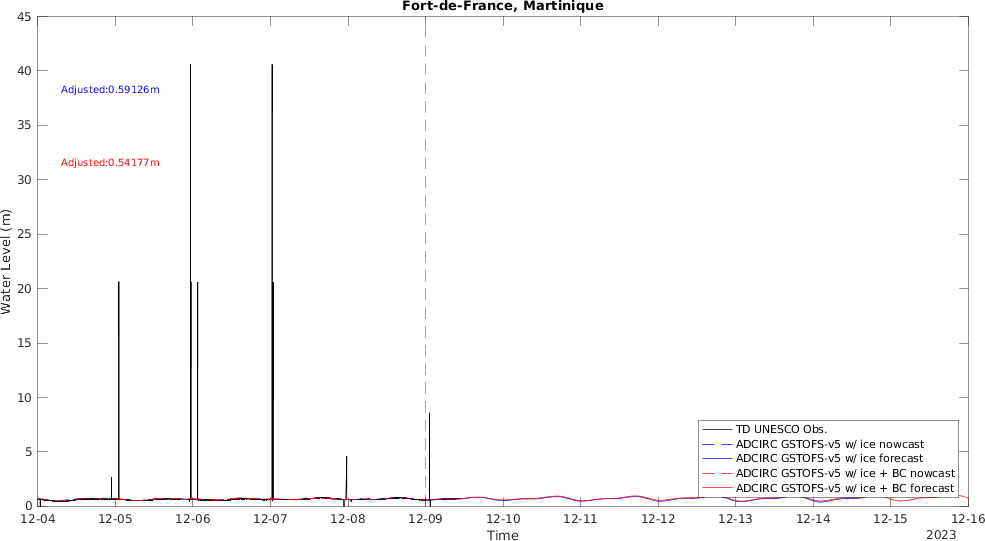 Fort-de-France, Martinique
45
40
35
30
25
20
15
10
5
0
Water Level (m)
Adjusted:0.59126m
Adjusted:0.54177m
TD UNESCO Obs.
ADCIRC GSTOFS-v5 w/ ice nowcast
ADCIRC GSTOFS-v5 w/ ice forecast
ADCIRC GSTOFS-v5 w/ ice + BC nowcast
ADCIRC GSTOFS-v5 w/ ice + BC forecast
12-04 12-05 12-06 12-07 12-08 12-09 12-10 12-11 12-12 12-13 12-14 12-15 12-16
Time
2023